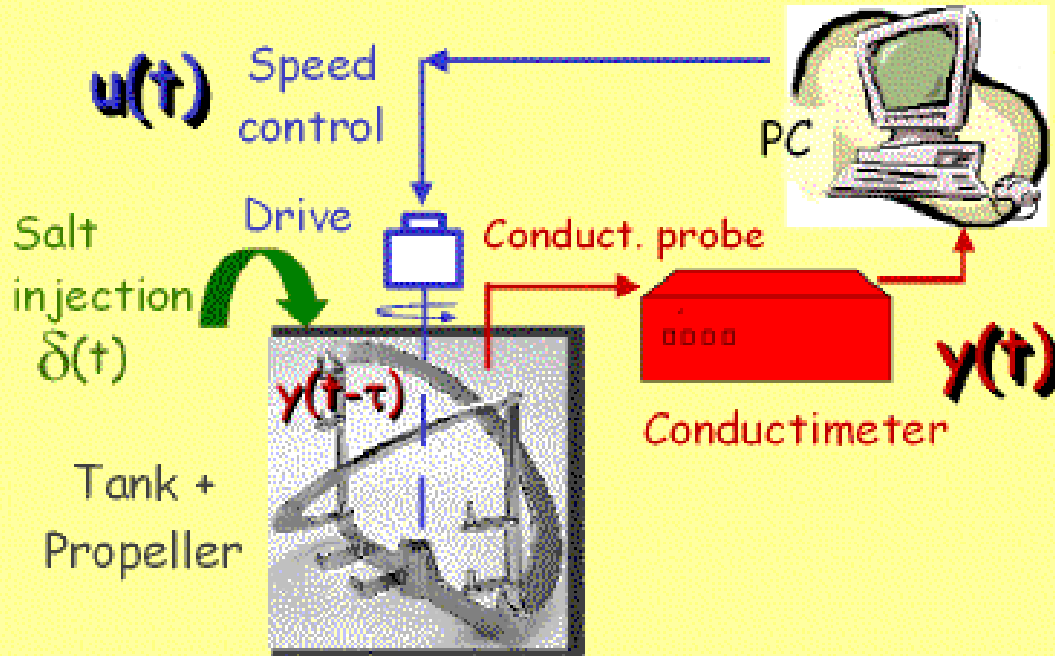 u(t)
Speed
control
PC
Drive
Salt
injection
δ(t)
Conduct. probe
y(t-τ)
y(t)
Conductimeter
Tank +
Propeller